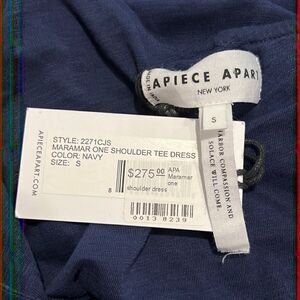 APIECE APART
NEW YORK
S
HARBOR COMPASSION AND
SOLACE WILL COME.
APIECEAPART.COM
STYLE: 2271CJS
MARAMAR ONE SHOULDER TEE DRESS
COLOR: NAVY
SIZE: S
8
$275.00
APA
Maramar
one
shoulder dress
0013 8239